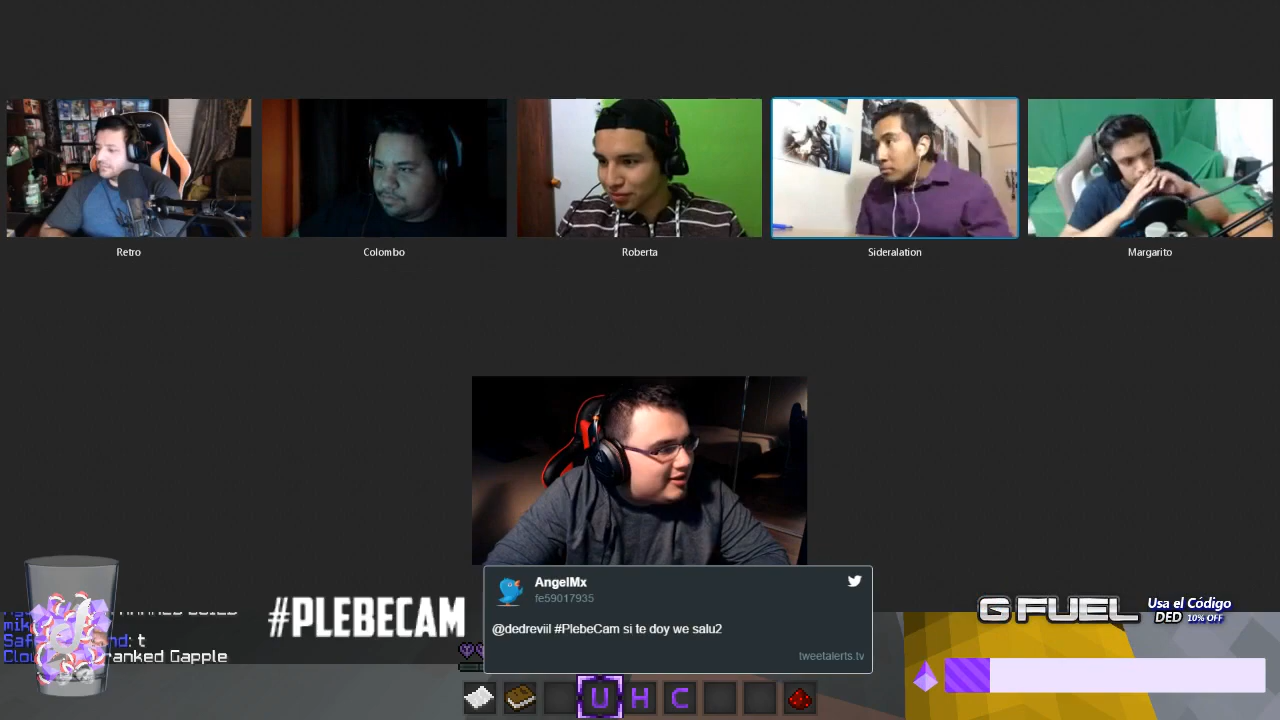 Retro
Colombo
Roberta
Sideralation
Margarito
#PLEBECAM
AngelMx
fe59017935
@dedreviil #PlebeCam si te doy we salu2
tweetalerts.tv
G FUEL
Usa el Código
DED 10% OFF
: t
ranked Gapple
U H C